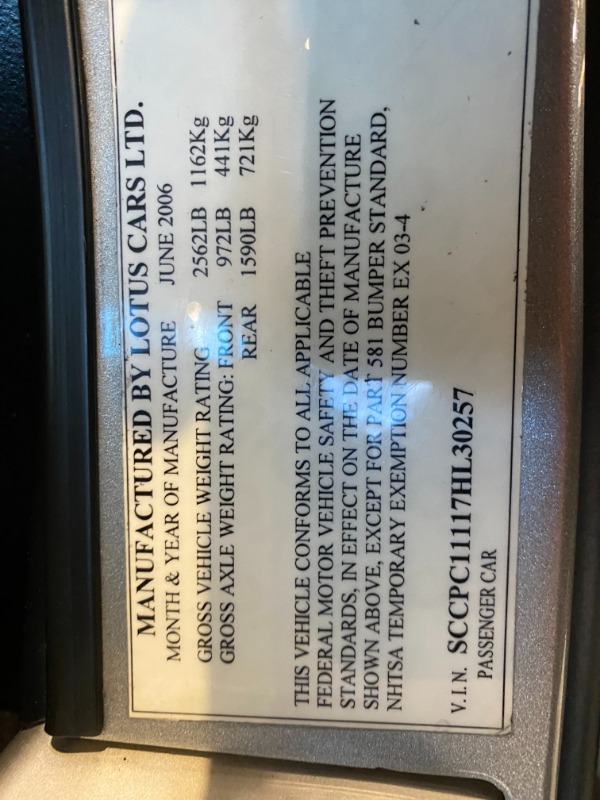 MANUFACTURED BY LOTUS CARS LTD.
MONTH & YEAR OF MANUFACTURE JUNE 2006
GROSS VEHICLE WEIGHT RATING 2562LB 1162Kg
GROSS AXLE WEIGHT RATING: FRONT 972LB 441Kg
REAR 1590LB 721Kg
THIS VEHICLE CONFORMS TO ALL APPLICABLE
FEDERAL MOTOR VEHICLE SAFETY AND THEFT PREVENTION
STANDARDS, IN EFFECT ON THE DATE OF MANUFACTURE
SHOWN ABOVE, EXCEPT FOR PART 581 BUMPER STANDARD,
NHTSA TEMPORARY EXEMPTION NUMBER EX 03-4
V.I.N. SCCPC11117HL30257
PASSENGER CAR